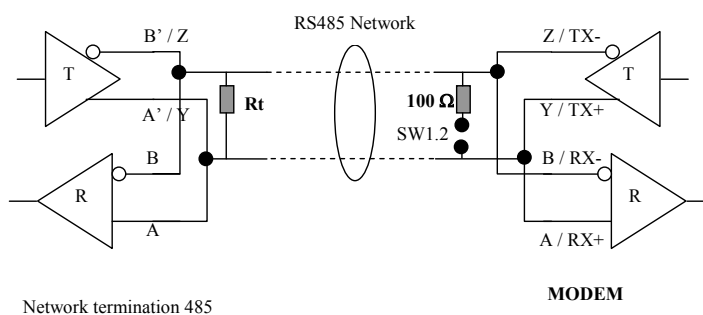 RS485 Network
B' / Z
Z / TX-
T
T
A' / Y
Rt
100 Ω
Y / TX+
SW1.2
B
B / RX-
R
R
A
A / RX+
MODEM
Network termination 485